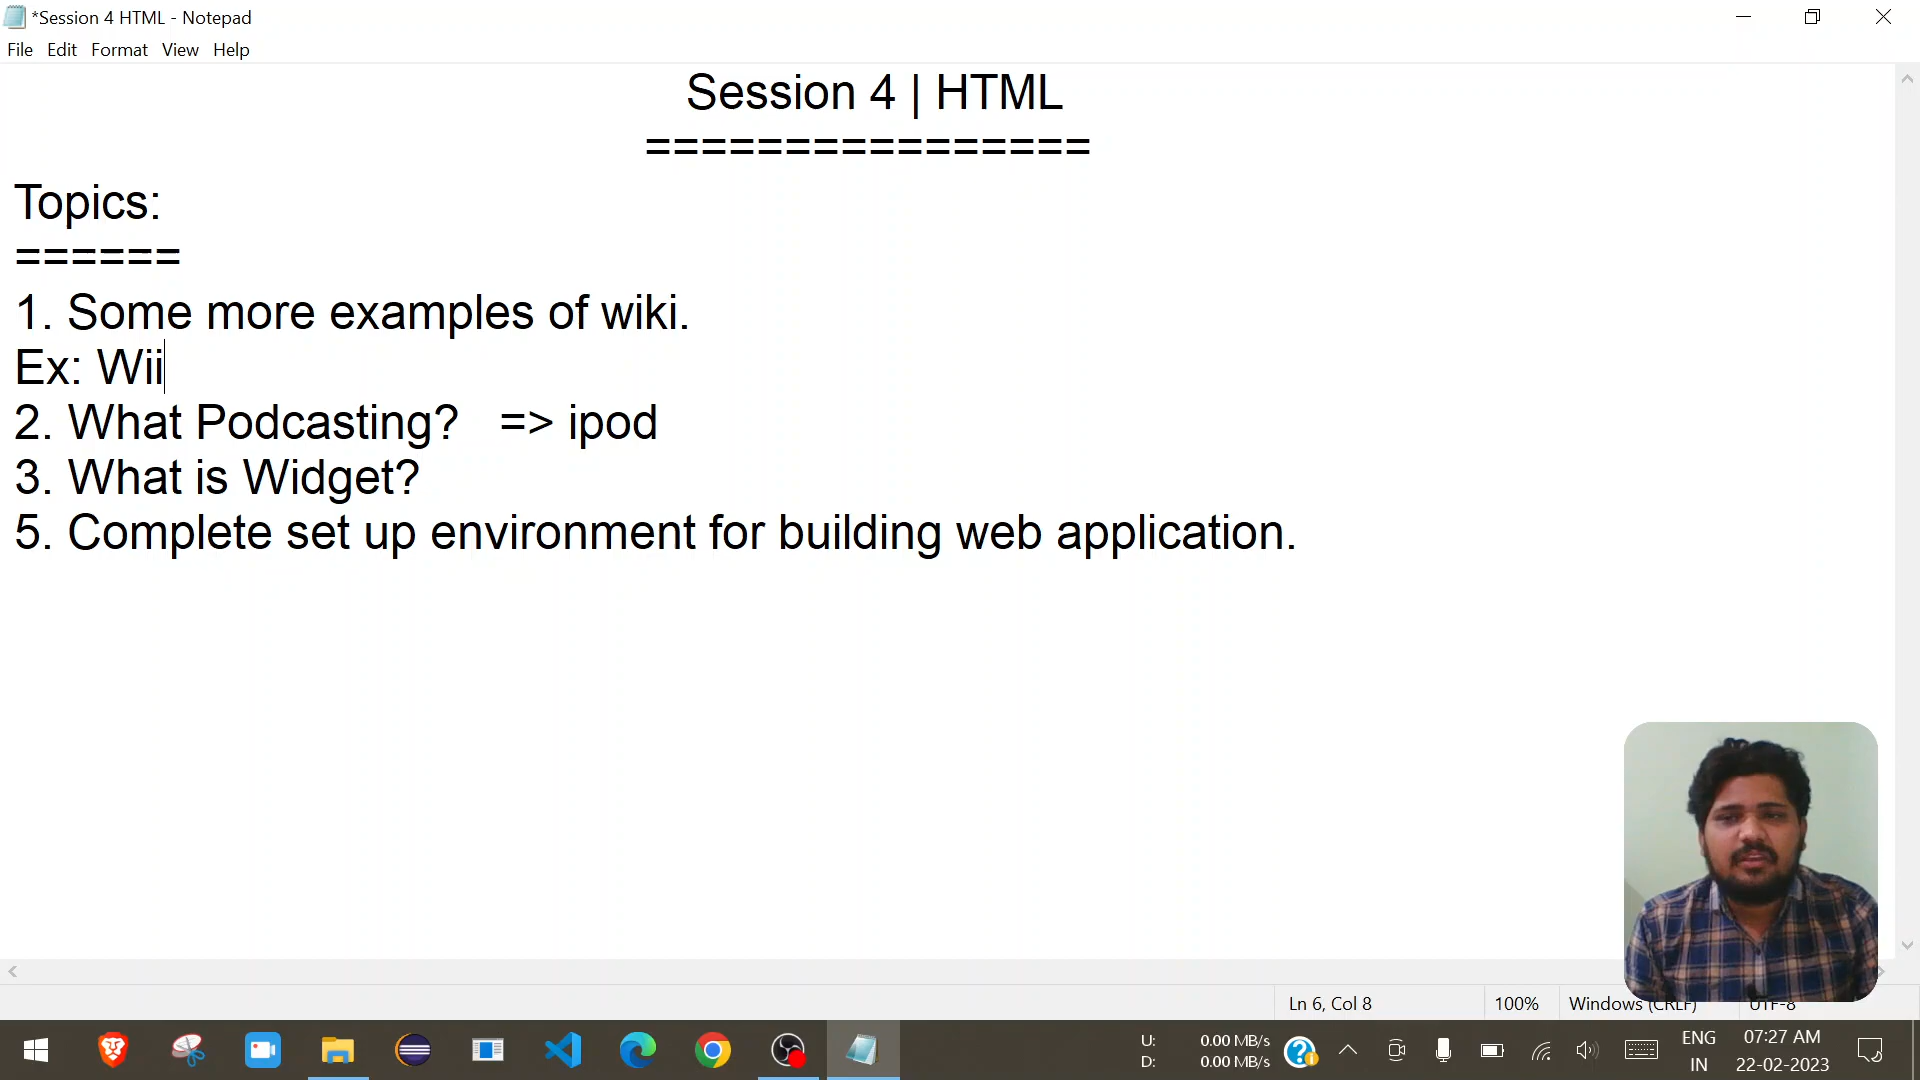 *Session 4 HTML - Notepad
File Edit Format View Help
Session 4 | HTML
================
Topics:
======
1. Some more examples of wiki.
Ex: Wii
2. What Podcasting? => ipod
3. What is Widget?
5. Complete set up environment for building web application.
Ln 6, Col 8 100% Windows (CRLF) UTF-8
U: 0.00 MB/s
D: 0.00 MB/s
ENG
IN
07:27 AM
22-02-2023